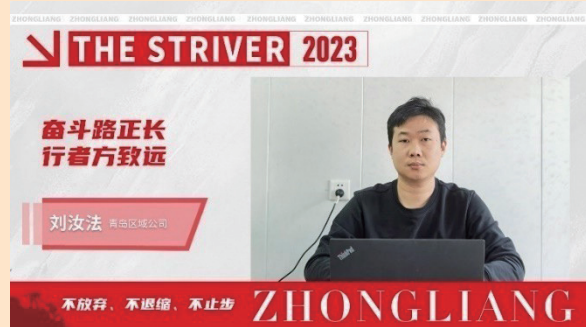 ZHONGLIANG ZHONGLIANG ZHONGLIANG ZHONGLIANG ZHONGLIANG ZHONGLIANG ZHONGLIANG ZHONGLIANG ZHONGLIANG
THE STRIVER 2023
奋斗路正长
行者方致远
刘汝法 青岛区域公司
ThinkPad
不放弃、不退缩、不止步 ZHONGLIANG